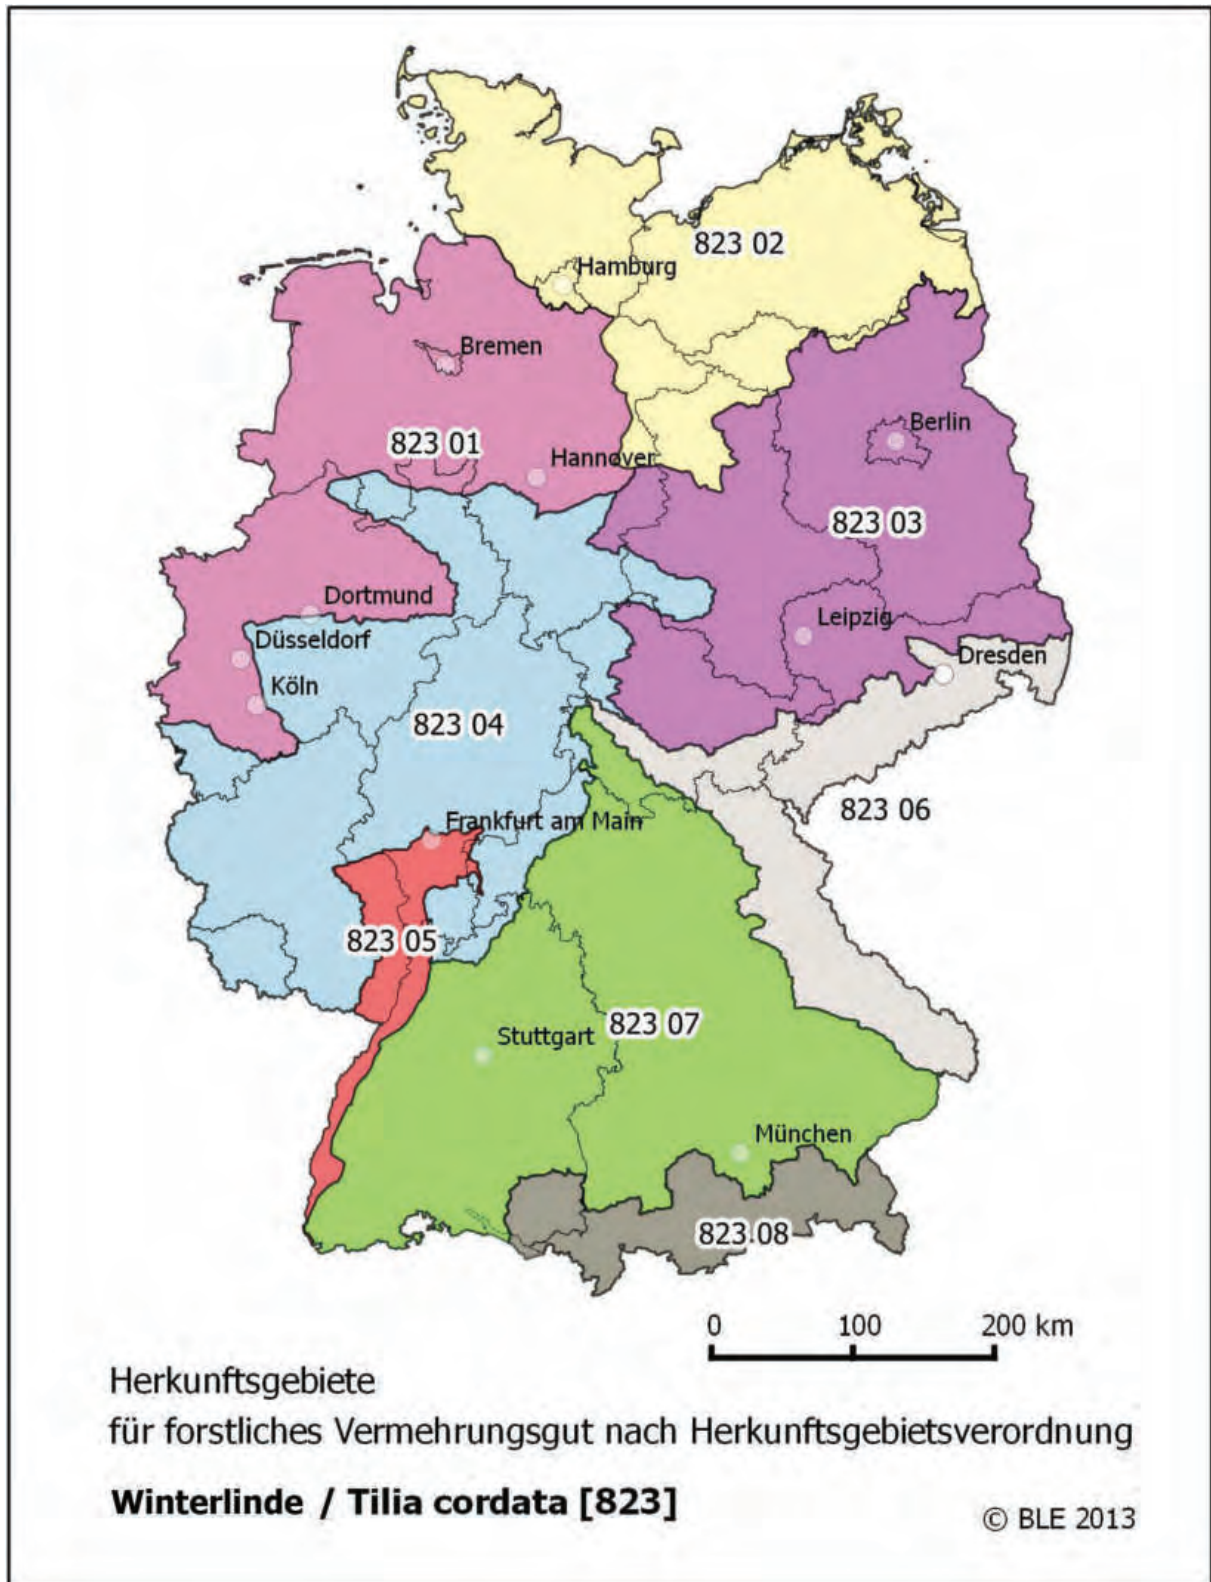 823 02
Hamburg
Bremen
Berlin
823 01
Hannover
823 03
Dortmund
Leipzig
Düsseldorf
Dresden
Köln
823 04
823 06
Frankfurt am Main
823 05
823 07
Stuttgart
München
823 08
0 100 200 km
Herkunftsgebiete
für forstliches Vermehrungsgut nach Herkunftsgebietsverordnung
Winterlinde / Tilia cordata [823]
© BLE 2013